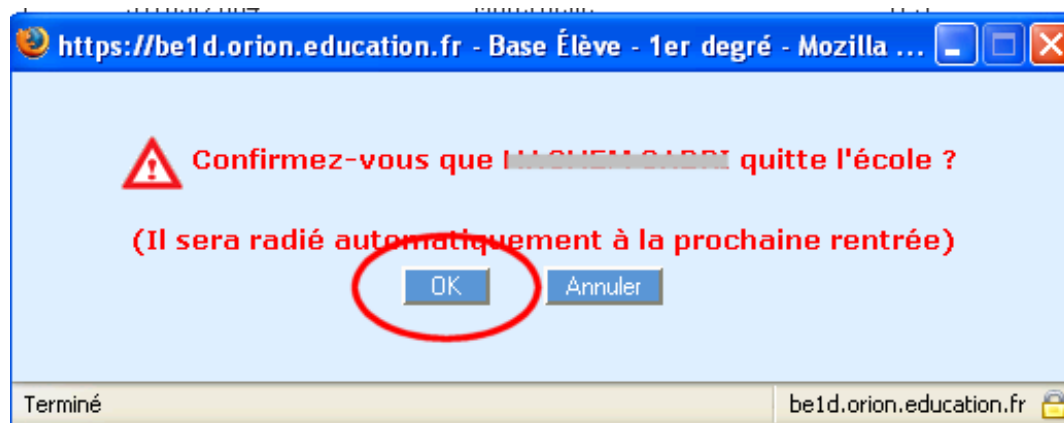 https://be1d.orion.education.fr - Base Élève - 1er degré - Mozilla ...
Confirmez-vous que quitte l'école ?
(Il sera radié automatiquement à la prochaine rentrée)
OK Annuler
Terminé be1d.orion.education.fr